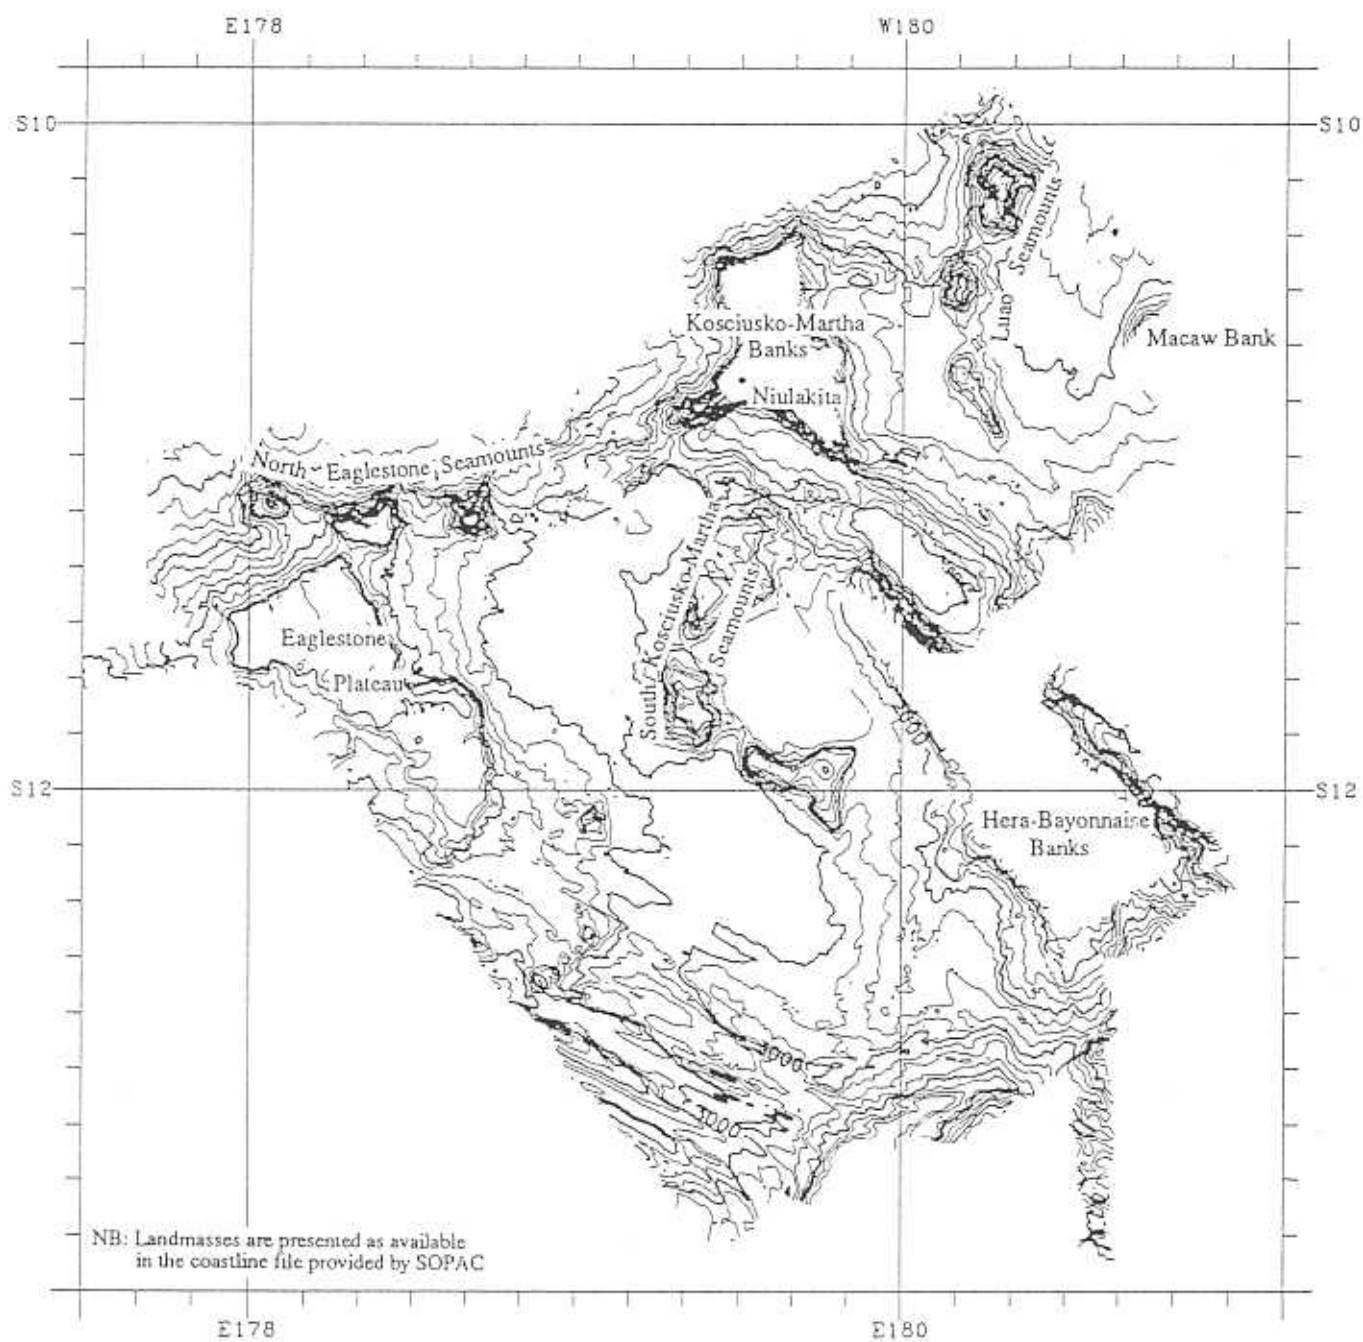 E178
W180
S10
S10
Luao Seamounts
Kosciusko-Martha
Banks
Macaw Bank
Niulakita
North - Eaglestone Seamounts
South Kosciusko-Martha
Seamounts
Eaglestone
Plateau
S12
S12
Hera-Bayonnaise
Banks
NB: Landmasses are presented as available
in the coastline file provided by SOPAC
E178
E180